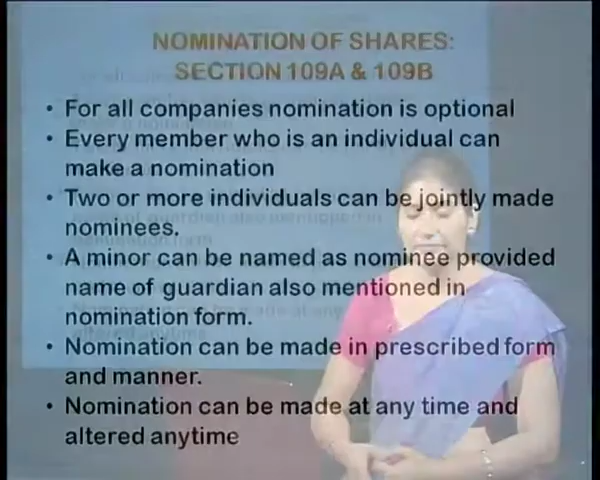 NOMINATION OF SHARES:
SECTION 109A & 109B
• For all companies nomination is optional
• Every member who is an individual can
make a nomination
• Two or more individuals can be jointly made
nominees.
• A minor can be named as nominee provided
name of guardian also mentioned in
nomination form.
• Nomination can be made in prescribed form
and manner.
• Nomination can be made at any time and
altered anytime